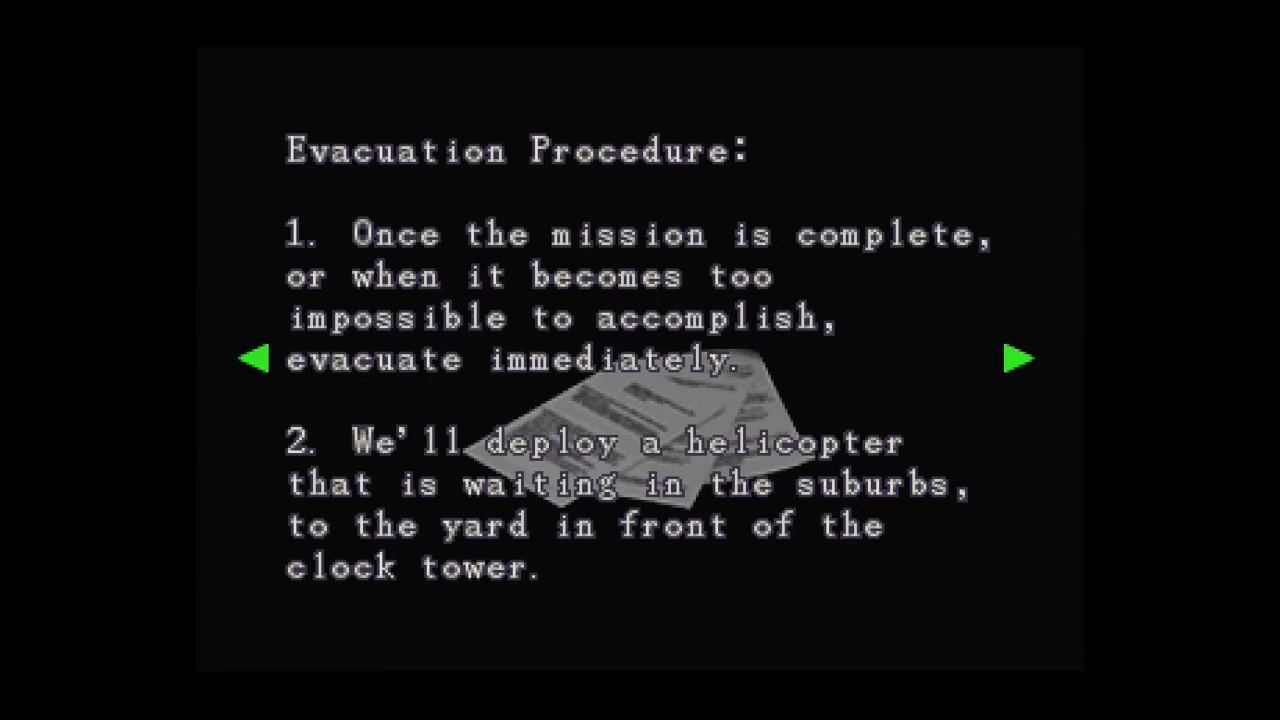 Evacuation Procedure:
1. Once the mission is complete,
or when it becomes too
impossible to accomplish,
evacuate immediately.
2. We'll deploy a helicopter
that is waiting in the suburbs,
to the yard in front of the
clock tower.